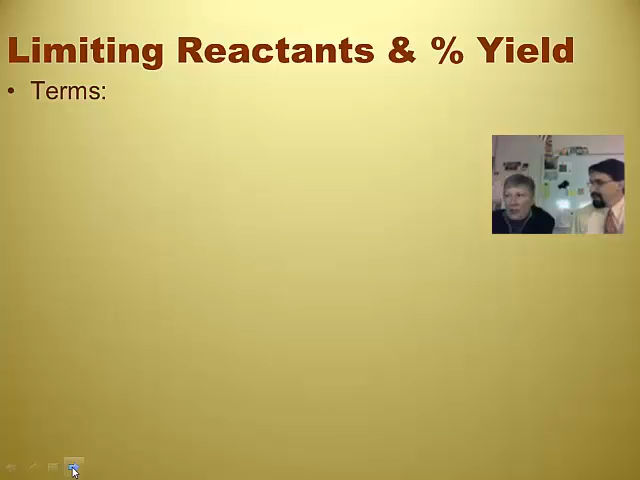 Limiting Reactants & % Yield
• Terms: